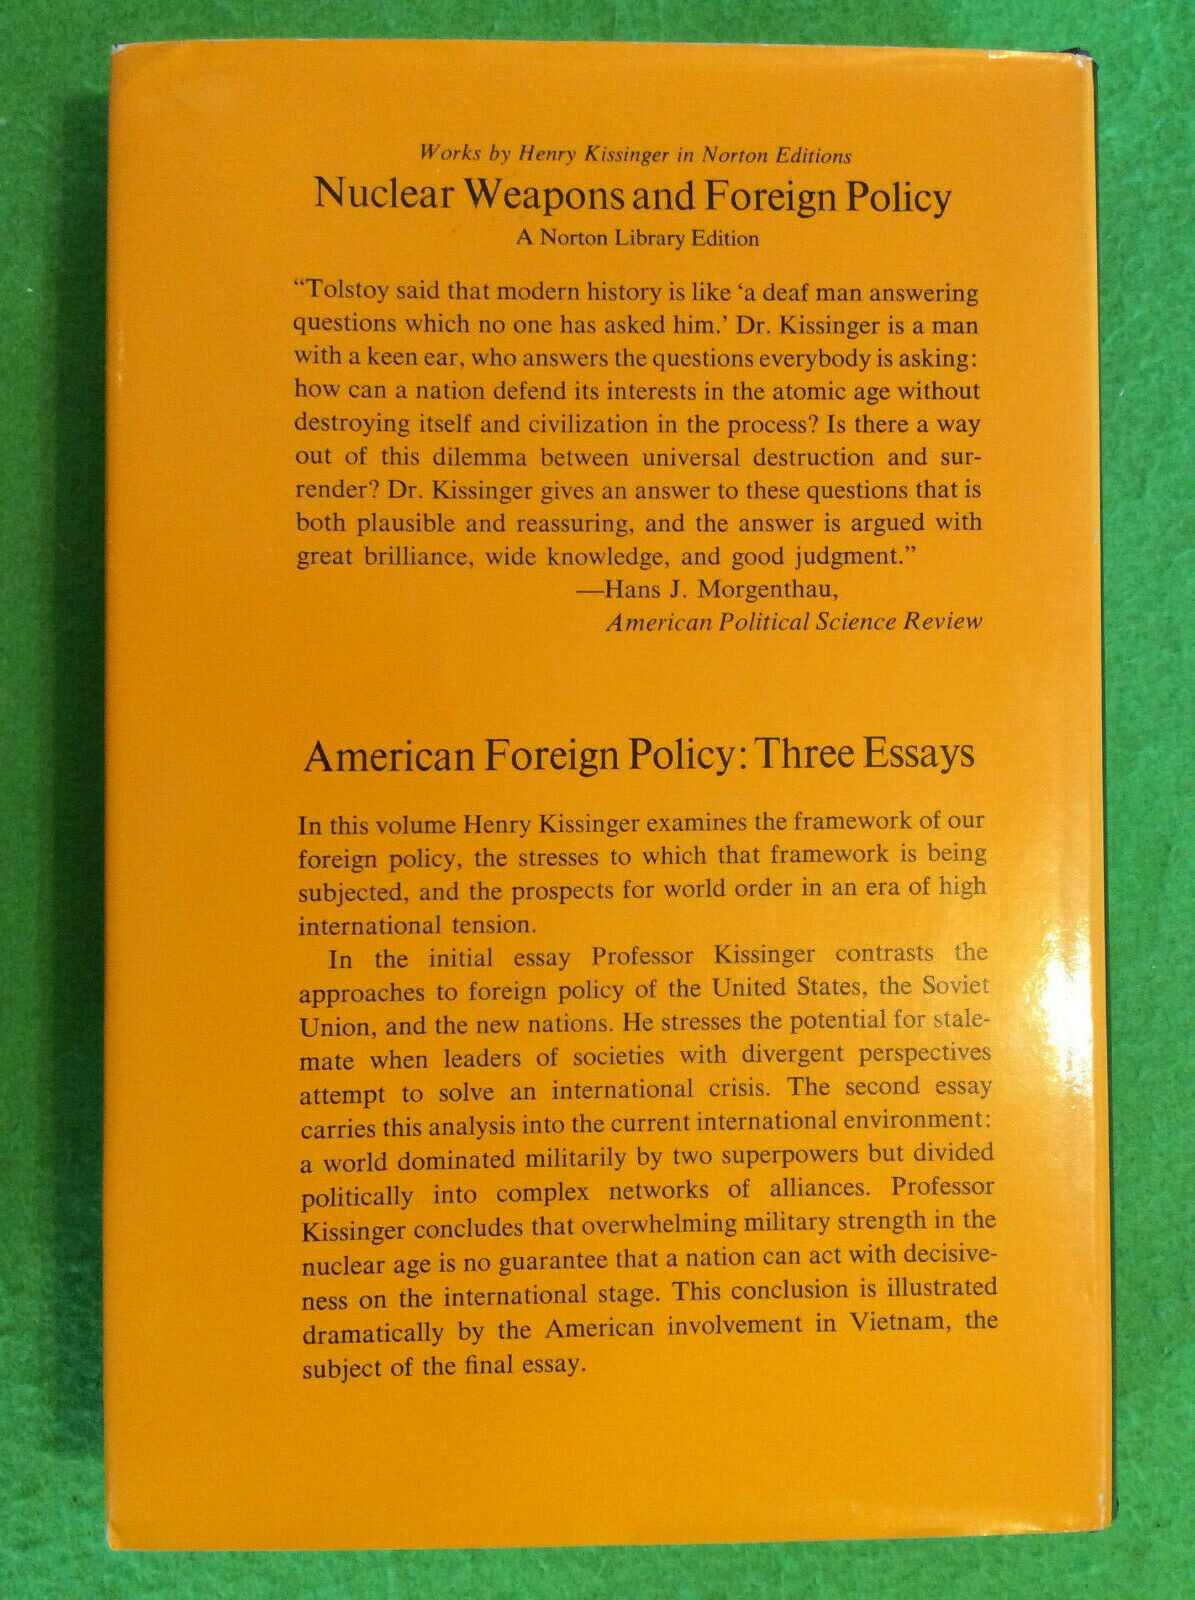 Works by Henry Kissinger in Norton Editions
Nuclear Weapons and Foreign Policy
A Norton Library Edition
“Tolstoy said that modern history is like ‘a deaf man answering
questions which no one has asked him.’ Dr. Kissinger is a man
with a keen ear, who answers the questions everybody is asking:
how can a nation defend its interests in the atomic age without
destroying itself and civilization in the process? Is there a way
out of this dilemma between universal destruction and sur-
render? Dr. Kissinger gives an answer to these questions that is
both plausible and reassuring, and the answer is argued with
great brilliance, wide knowledge, and good judgment.”
—Hans J. Morgenthau,
American Political Science Review
American Foreign Policy: Three Essays
In this volume Henry Kissinger examines the framework of our
foreign policy, the stresses to which that framework is being
subjected, and the prospects for world order in an era of high
international tension.
In the initial essay Professor Kissinger contrasts the
approaches to foreign policy of the United States, the Soviet
Union, and the new nations. He stresses the potential for stale-
mate when leaders of societies with divergent perspectives
attempt to solve an international crisis. The second essay
carries this analysis into the current international environment:
a world dominated militarily by two superpowers but divided
politically into complex networks of alliances. Professor
Kissinger concludes that overwhelming military strength in the
nuclear age is no guarantee that a nation can act with decisive-
ness on the international stage. This conclusion is illustrated
dramatically by the American involvement in Vietnam, the
subject of the final essay.